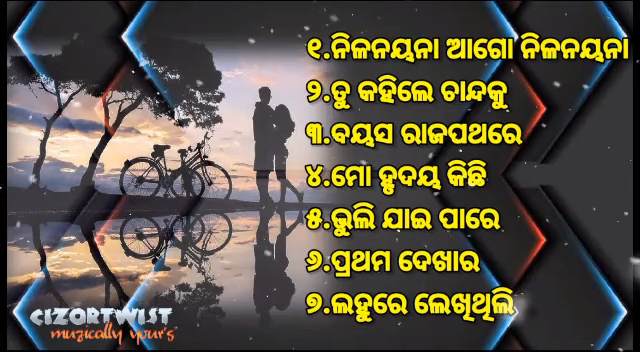 ୧.ନିଳନୟନା ଆଗୋ ନିଳନୟନା
୨.ତୁ କହିଲେ ଚାନ୍ଦକୁ
୩.ବୟସ ରାଜପଥରେ
୪.ମୋ ହୃଦୟ କିଛି
୫.ଭୁଲି ଯାଇ ପାରେ
୬.ପ୍ରଥମ ଦେଖାର
୭.ଲହୁରେ ଲେଖିଥିଲି
CIZORTWIST
muzically your's